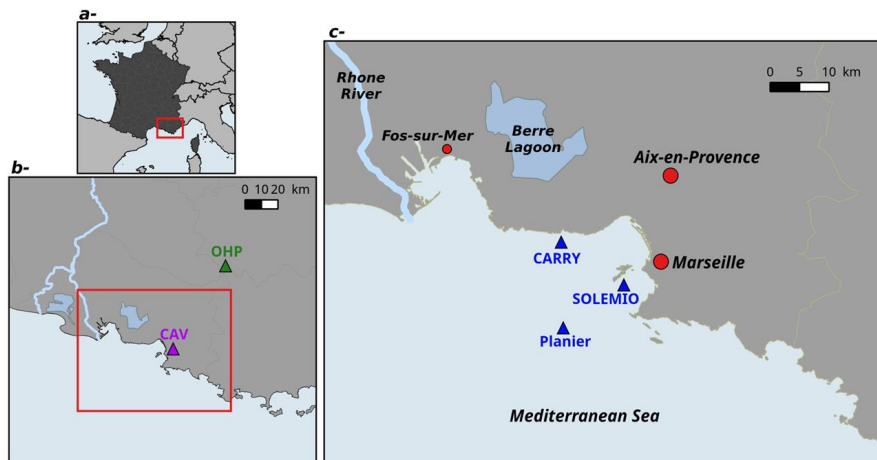 a-
b-
0 10 20 km
OHP
CAV
c-
0 5 10 km
Rhone
River
Fos-sur-Mer
Berre
Lagoon
Aix-en-Provence
CARRY
Marseille
SOLEMIO
Planier
Mediterranean Sea